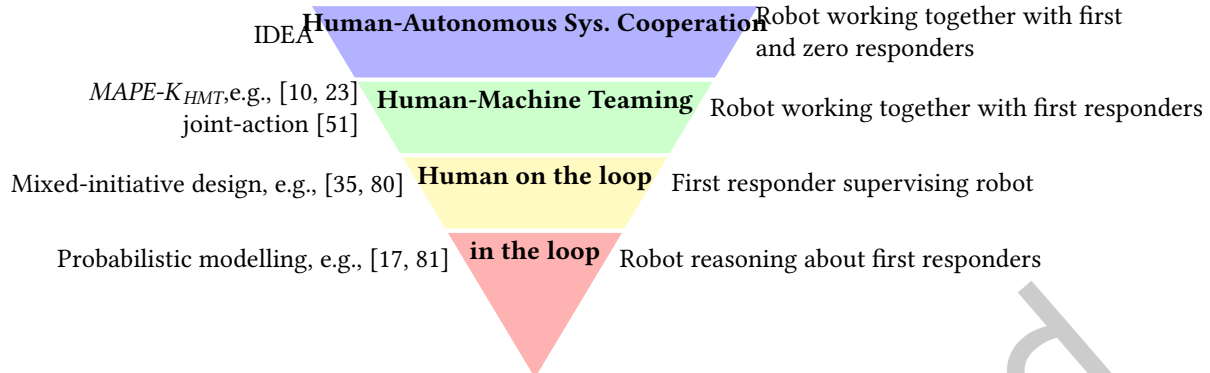 IDEA
Human-Autonomous Sys. Cooperation
Robot working together with first
and zero responders
MAPE-K_HMT,e.g., [10, 23]
joint-action [51]
Human-Machine Teaming
Robot working together with first responders
Mixed-initiative design, e.g., [35, 80]
Human on the loop
First responder supervising robot
Probabilistic modelling, e.g., [17, 81]
in the loop
Robot reasoning about first responders
d